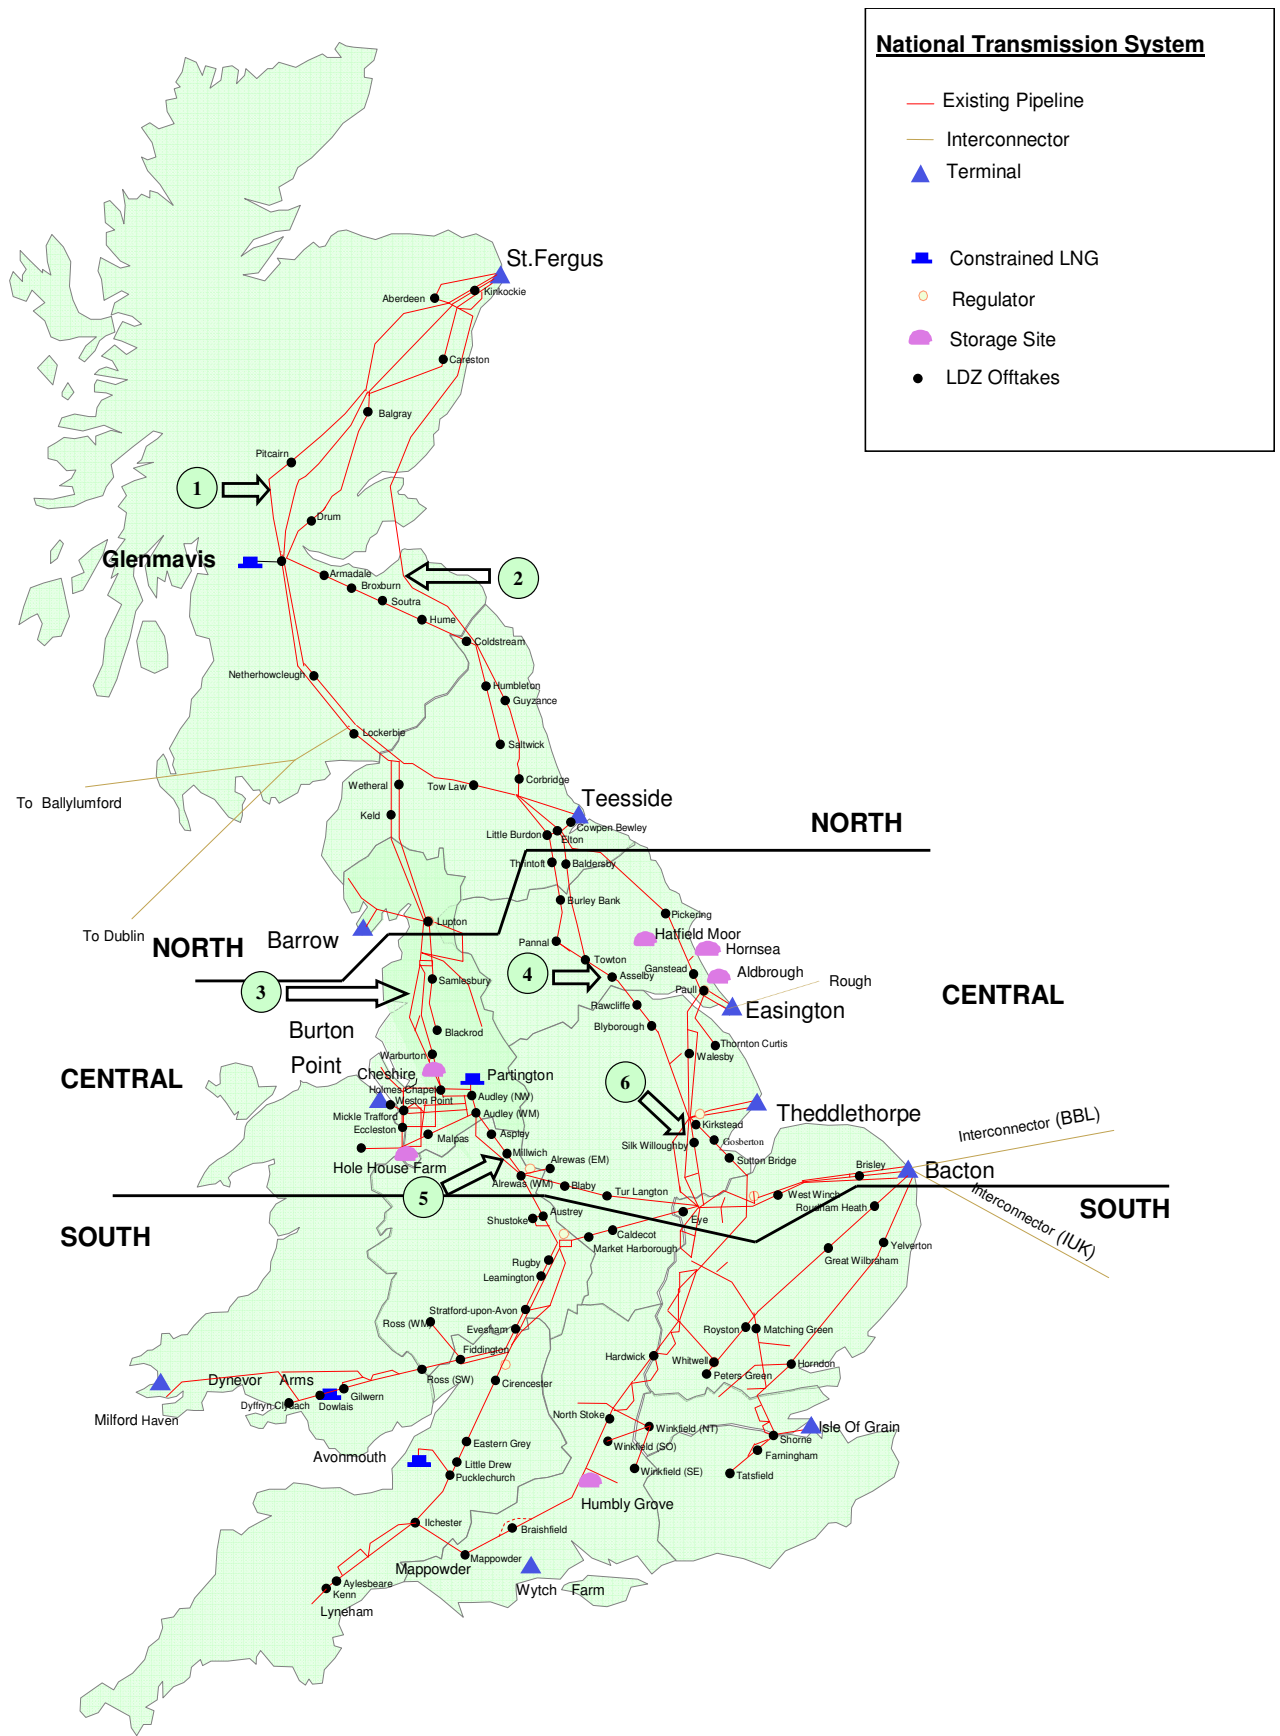 National Transmission System
Existing Pipeline
Interconnector
Terminal
Constrained LNG
Regulator
Storage Site
LDZ Offtakes
St.Fergus
Aberdeen
Kinkockie
Careston
Balgray
Pitcairn
1
Drum
Glenmavis
Armadale
Broxburn
Soutra
2
Hume
Coldstream
Netherhowcleugh
Humbleton
Guyzance
Lockerbie
Saltwick
Wetheral
Tow Law
Corbridge
To Ballylumford
Keld
Teesside
Cowpen Bewley
Little Burdon
Elton
NORTH
Thrintoft
Baldersby
Burley Bank
Lupton
Pickering
To Dublin
NORTH
Barrow
Pannal
Hatfield Moor
Hornsea
Towton
4
Asselby
Ganstead
Aldbrough
Samlesbury
3
Paull
Rough
CENTRAL
Rawcliffe
Easington
Burton
Point
Blackrod
Blyborough
Thornton Curtis
Warburton
Walesby
CENTRAL
Cheshire
Partington
6
Holmes Chapel
Audley (NW)
Weston Point
Mickle Trafford
Audley (WM)
Theddlethorpe
Eccleston
Kirkstead
Malpas
Aspley
Silk Willoughby
Gosberton
Interconnector (BBL)
Millwich
Sutton Bridge
Hole House Farm
Alrewas (EM)
Brisley
Bacton
Alrewas (WM)
Blaby
5
Tur Langton
West Winch
Interconnector (IUK)
Roudham Heath
SOUTH
SOUTH
Shustoke
Austrey
Eye
Caldecot
Market Harborough
Yelverton
Rugby
Great Wilbraham
Leamington
Stratford-upon-Avon
Ross (WM)
Evesham
Royston
Matching Green
Fiddington
Hardwick
Whitwell
Horndon
Ross (SW)
Peters Green
Dynevor Arms
Cirencester
Gilwern
Dyffryn Clydach
Dowlais
Milford Haven
North Stoke
Winkfield (NT)
Isle Of Grain
Eastern Grey
Winkfield (SO)
Shorne
Avonmouth
Little Drew
Farningham
Pucklechurch
Winkfield (SE)
Tatsfield
Humbly Grove
Ilchester
Braishfield
Mappowder
Mappowder
Aylesbeare
Kenn
Wytch Farm
Lyneham